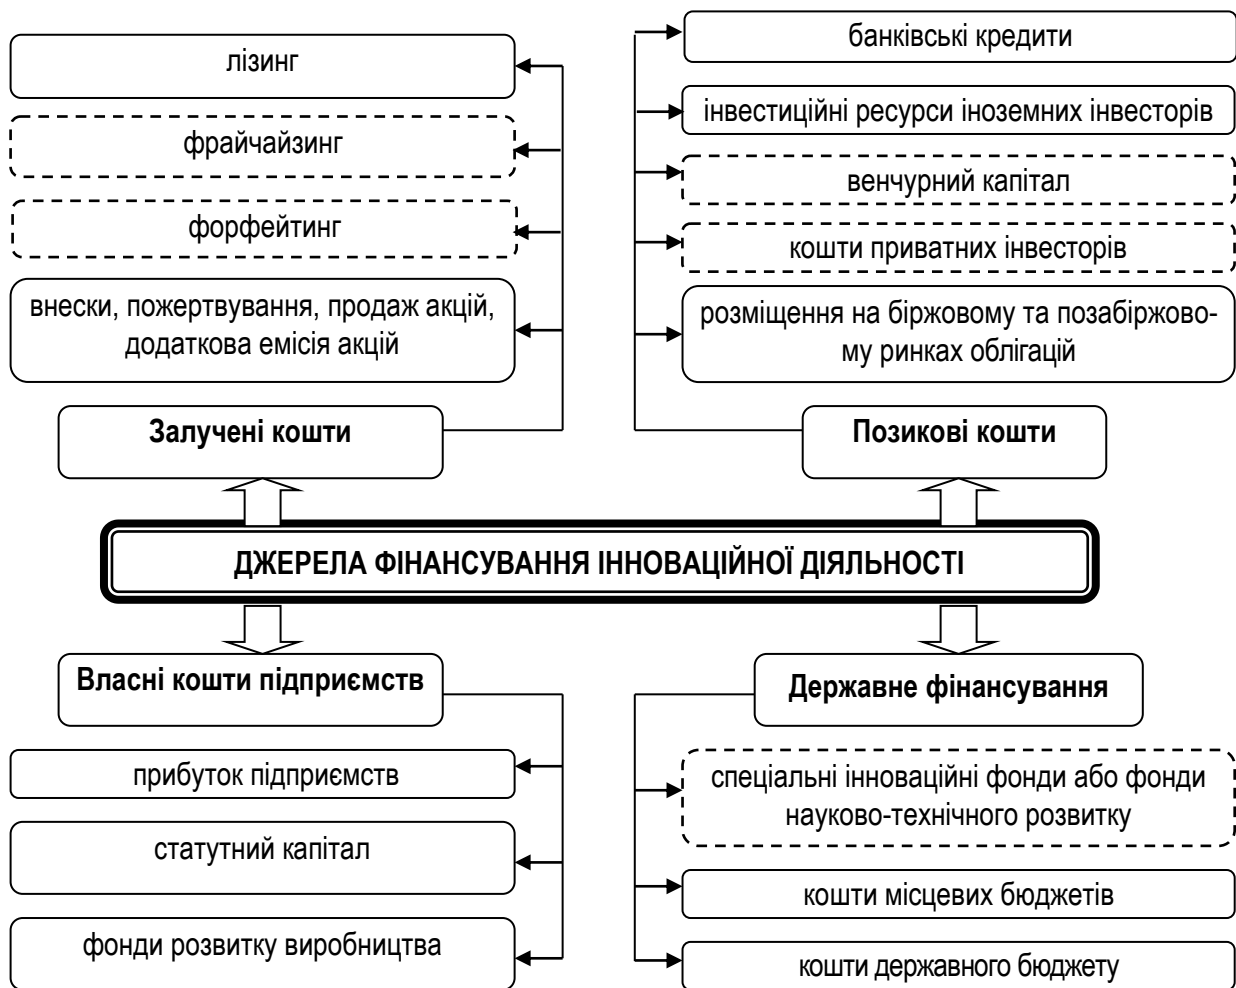 лізинг
фрайчайзинг
форфейтинг
внески, пожертвування, продаж акцій,
додаткова емісія акцій
Залучені кошти
банківські кредити
інвестиційні ресурси іноземних інвесторів
венчурний капітал
кошти приватних інвесторів
розміщення на біржовому та позабіржово-
му ринках облігацій
Позикові кошти
ДЖЕРЕЛА ФІНАНСУВАННЯ ІННОВАЦІЙНОЇ ДІЯЛЬНОСТІ
Власні кошти підприємств
прибуток підприємств
статутний капітал
фонди розвитку виробництва
Державне фінансування
спеціальні інноваційні фонди або фонди
науково-технічного розвитку
кошти місцевих бюджетів
кошти державного бюджету